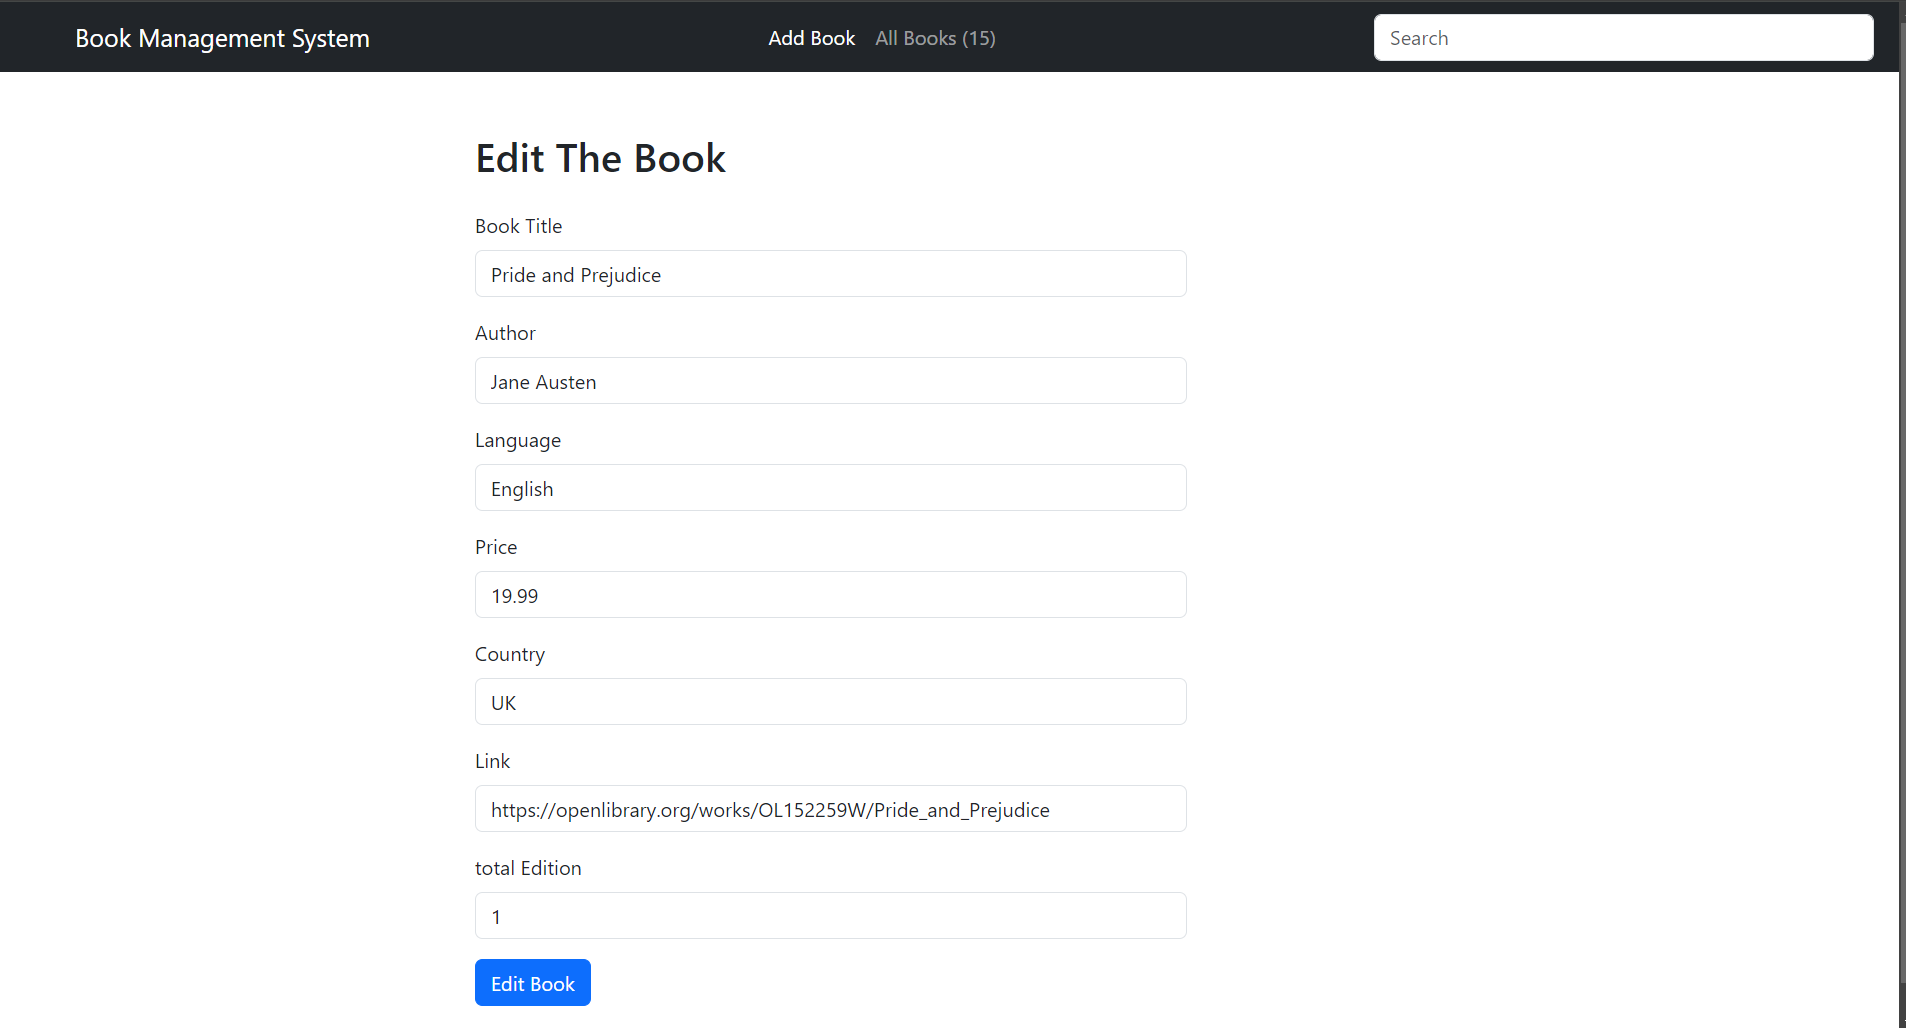 Book Management System
Add Book
All Books (15)
Search
Edit The Book
Book Title
Pride and Prejudice
Author
Jane Austen
Language
English
Price
19.99
Country
UK
Link
https://openlibrary.org/works/OL152259W/Pride_and_Prejudice
total Edition
1
Edit Book